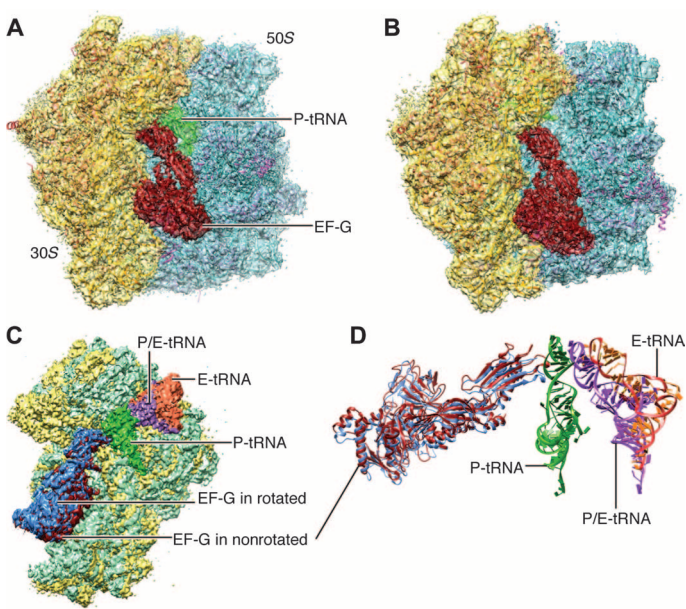 A
50S
P-tRNA
EF-G
30S
B
C
P/E-tRNA
E-tRNA
P-tRNA
EF-G in rotated
EF-G in nonrotated
D
E-tRNA
P-tRNA
P/E-tRNA